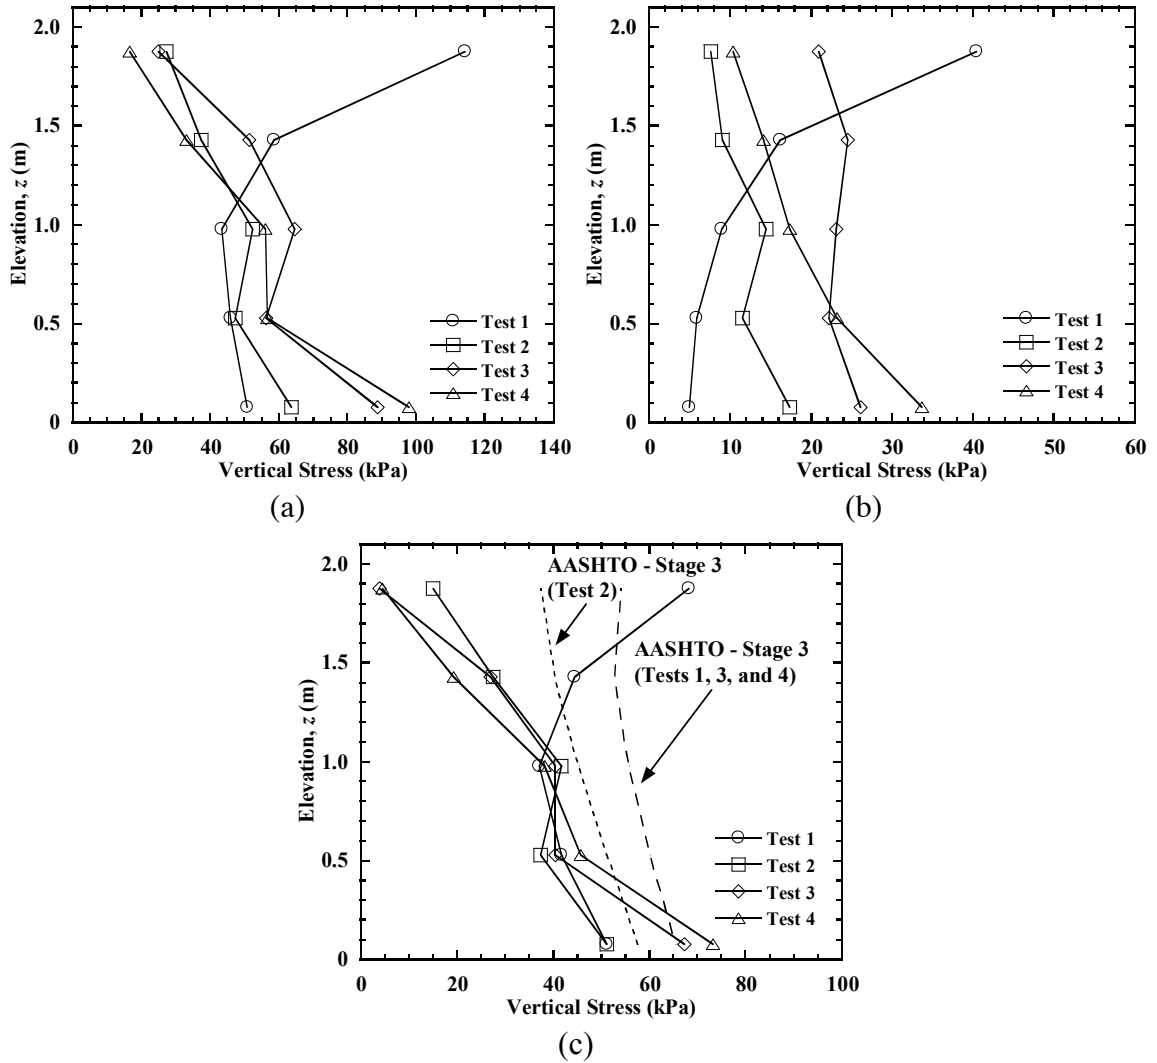 2.0
1.5
1.0
0.5
0
Elevation, z (m)
0
20
40
60
80
100
120
140
Vertical Stress (kPa)
Test 1
Test 2
Test 3
Test 4
(a)
2.0
1.5
1.0
0.5
0
Elevation, z (m)
0
10
20
30
40
50
60
Vertical Stress (kPa)
Test 1
Test 2
Test 3
Test 4
(b)
2.0
1.5
1.0
0.5
0
Elevation, z (m)
AASHTO - Stage 3
(Test 2)
AASHTO - Stage 3
(Tests 1, 3, and 4)
Test 1
Test 2
Test 3
Test 4
0
20
40
60
80
100
Vertical Stress (kPa)
(c)